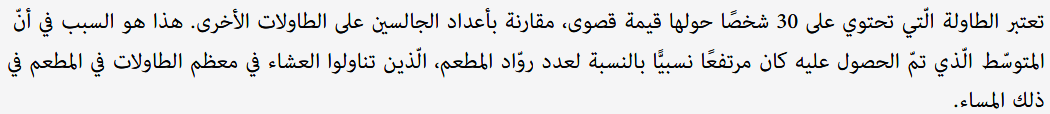 تعتبر الطاولة الّتي تحتوي على 30 شخصًا حولها قيمة قصوى، مقارنة بأعداد الجالسين على الطاولات الأخرى. هذا هو السبب في أنّ
المتوسّط الّذي تمّ الحصول عليه كان مرتفعًا نسبيًّا بالنسبة لعدد روّاد المطعم، الّذين تناولوا العشاء في معظم الطاولات في المطعم في
ذلك المساء.